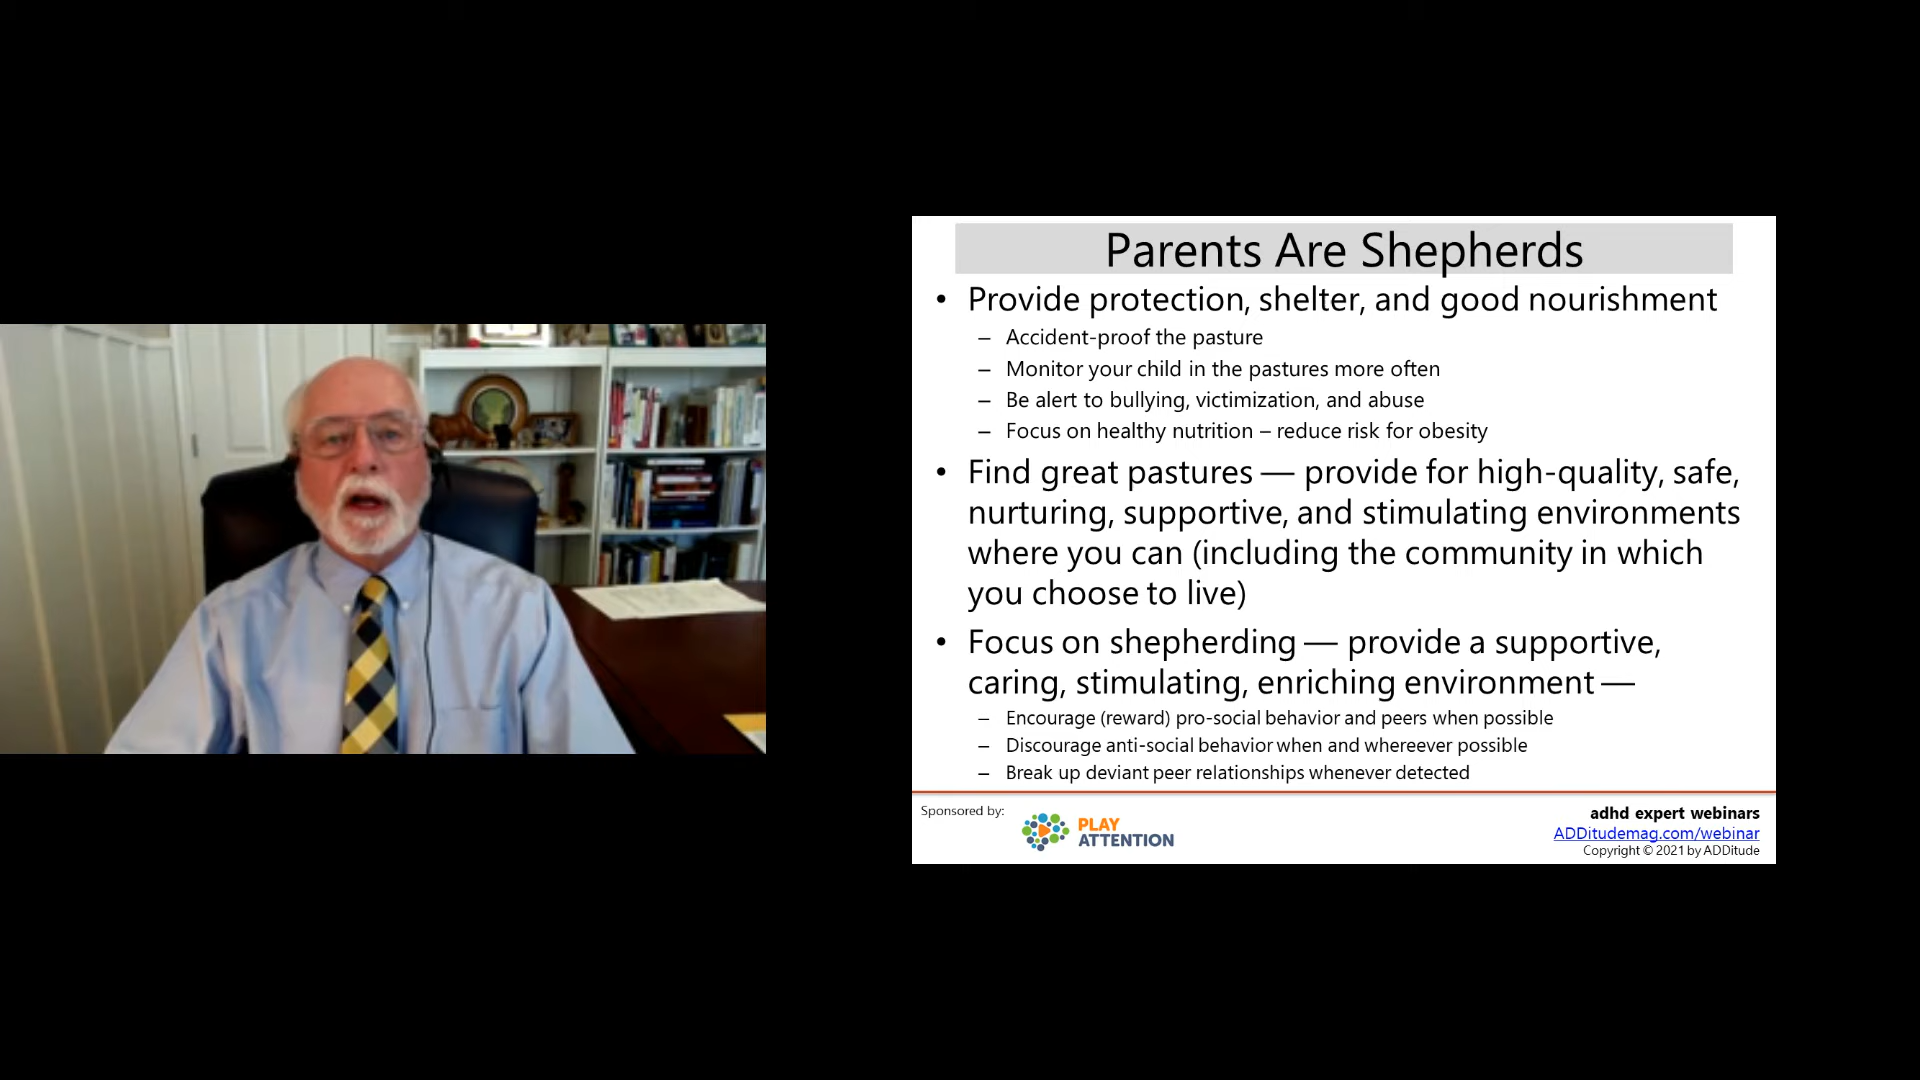 Parents Are Shepherds
• Provide protection, shelter, and good nourishment
– Accident-proof the pasture
– Monitor your child in the pastures more often
– Be alert to bullying, victimization, and abuse
– Focus on healthy nutrition – reduce risk for obesity
• Find great pastures — provide for high-quality, safe,
nurturing, supportive, and stimulating environments
where you can (including the community in which
you choose to live)
• Focus on shepherding — provide a supportive,
caring, stimulating, enriching environment —
– Encourage (reward) pro-social behavior and peers when possible
– Discourage anti-social behavior when and whereever possible
– Break up deviant peer relationships whenever detected
Sponsored by:
PLAY
ATTENTION
adhd expert webinars
ADDitudemag.com/webinar
Copyright © 2021 by ADDitude